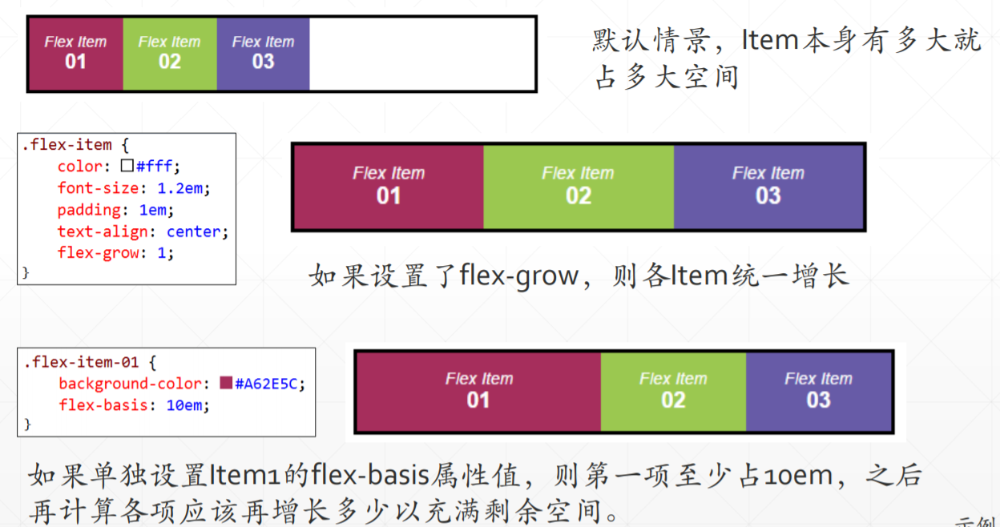 Flex Item
01
Flex Item
02
Flex Item
03
默认情景，Item本身有多大就
占多大空间
.flex-item {
color: #fff;
font-size: 1.2em;
padding: 1em;
text-align: center;
flex-grow: 1;
}
Flex Item
01
Flex Item
02
Flex Item
03
如果设置了flex-grow，则各Item统一增长
.flex-item-01 {
background-color: #A62E5C;
flex-basis: 10em;
}
Flex Item
01
Flex Item
02
Flex Item
03
如果单独设置Item1的flex-basis属性值，则第一项至少占10em，之后
再计算各项应该再增长多少以充满剩余空间。
示例